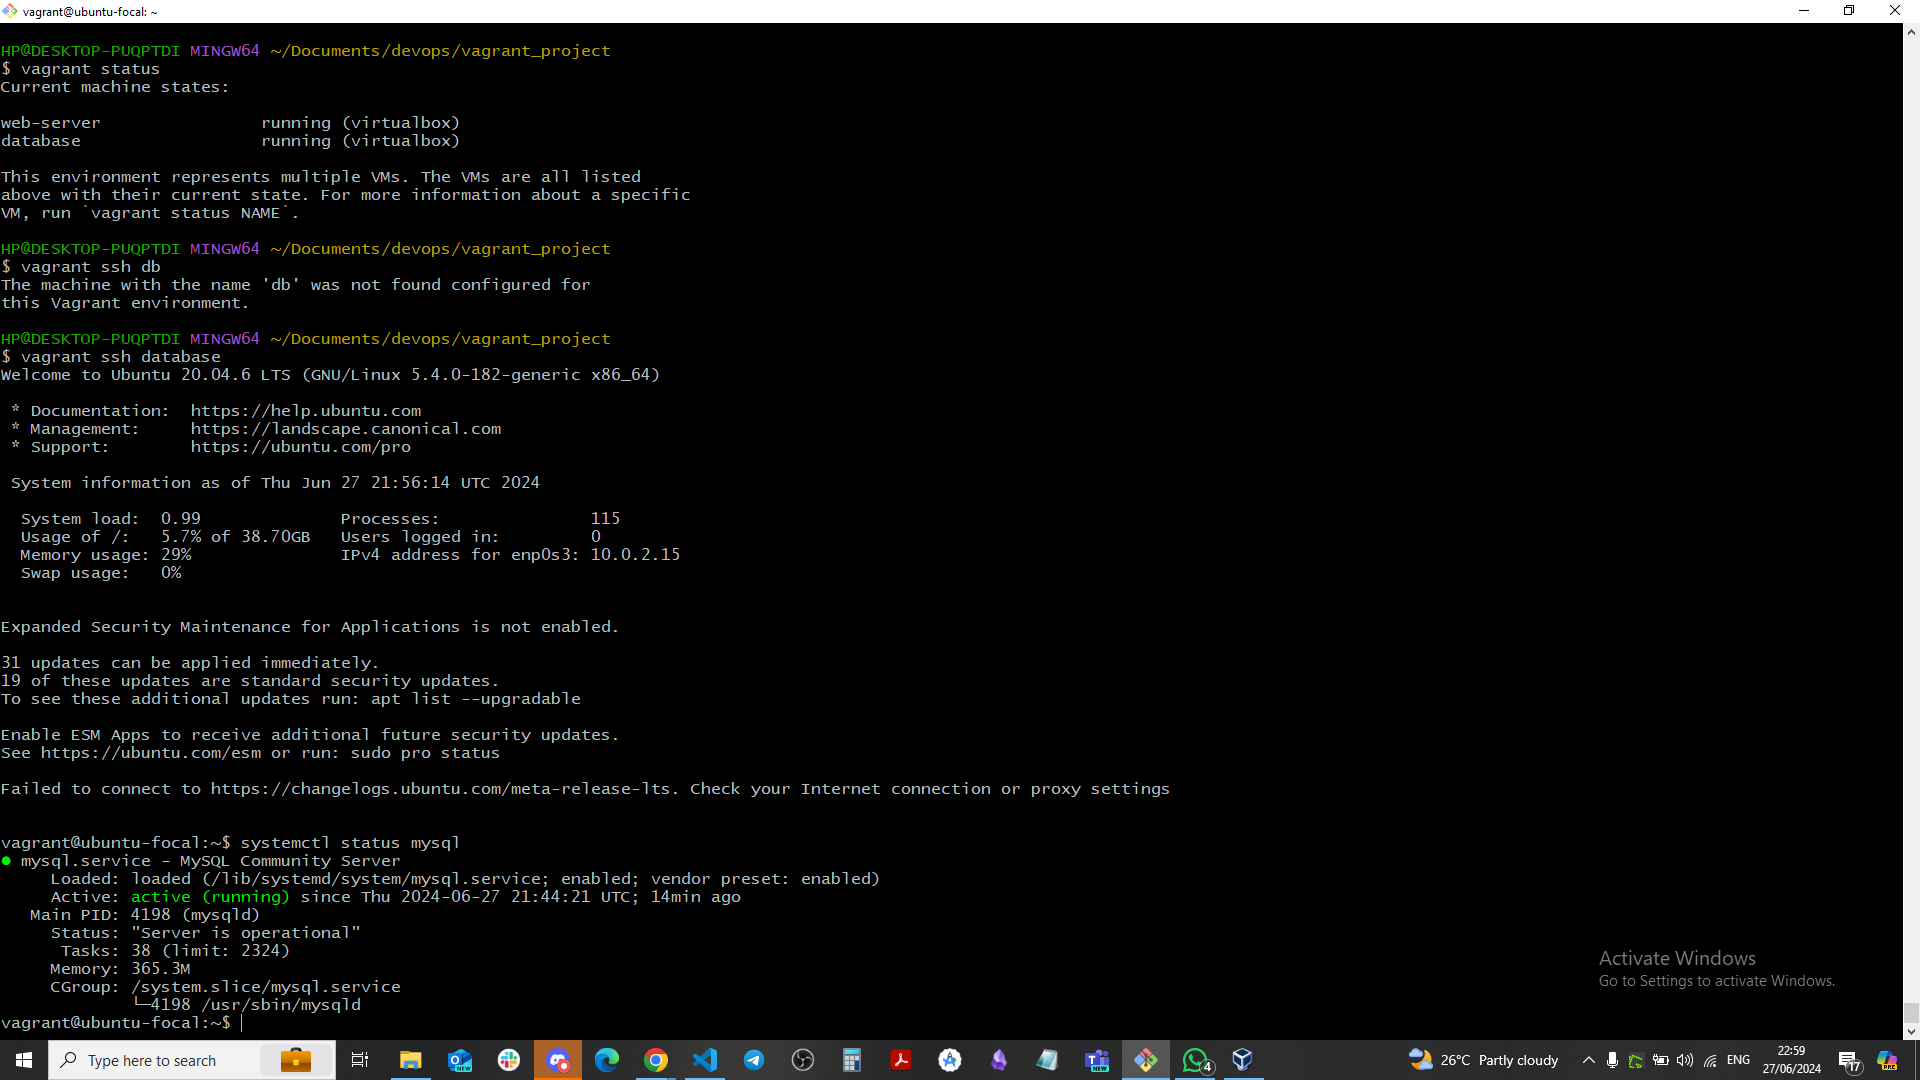 vagrant@ubuntu-focal: ~
HP@DESKTOP-PUQPTDI MINGW64 ~/Documents/devops/vagrant_project
$ vagrant status
Current machine states:
web-server                running (virtualbox)
database                  running (virtualbox)
This environment represents multiple VMs. The VMs are all listed
above with their current state. For more information about a specific
VM, run `vagrant status NAME`.
HP@DESKTOP-PUQPTDI MINGW64 ~/Documents/devops/vagrant_project
$ vagrant ssh db
The machine with the name 'db' was not found configured for
this Vagrant environment.
HP@DESKTOP-PUQPTDI MINGW64 ~/Documents/devops/vagrant_project
$ vagrant ssh database
Welcome to Ubuntu 20.04.6 LTS (GNU/Linux 5.4.0-182-generic x86_64)
* Documentation:  https://help.ubuntu.com
* Management:     https://landscape.canonical.com
* Support:        https://ubuntu.com/pro
System information as of Thu Jun 27 21:56:14 UTC 2024
System load:  0.99              Processes:               115
Usage of /:   5.7% of 38.70GB   Users logged in:         0
Memory usage: 29%               IPv4 address for enp0s3: 10.0.2.15
Swap usage:   0%
Expanded Security Maintenance for Applications is not enabled.
31 updates can be applied immediately.
19 of these updates are standard security updates.
To see these additional updates run: apt list --upgradable
Enable ESM Apps to receive additional future security updates.
See https://ubuntu.com/esm or run: sudo pro status
Failed to connect to https://changelogs.ubuntu.com/meta-release-lts. Check your Internet connection or proxy settings
vagrant@ubuntu-focal:~$ systemctl status mysql
● mysql.service - MySQL Community Server
Loaded: loaded (/lib/systemd/system/mysql.service; enabled; vendor preset: enabled)
Active: active (running) since Thu 2024-06-27 21:44:21 UTC; 14min ago
Main PID: 4198 (mysqld)
Status: "Server is operational"
Tasks: 38 (limit: 2324)
Memory: 365.3M
CGroup: /system.slice/mysql.service
└─4198 /usr/sbin/mysqld
vagrant@ubuntu-focal:~$
Activate Windows
Go to Settings to activate Windows.
Type here to search
NEW
NEW
4
26°C Partly cloudy
ENG
22:59
27/06/2024
17
PRE